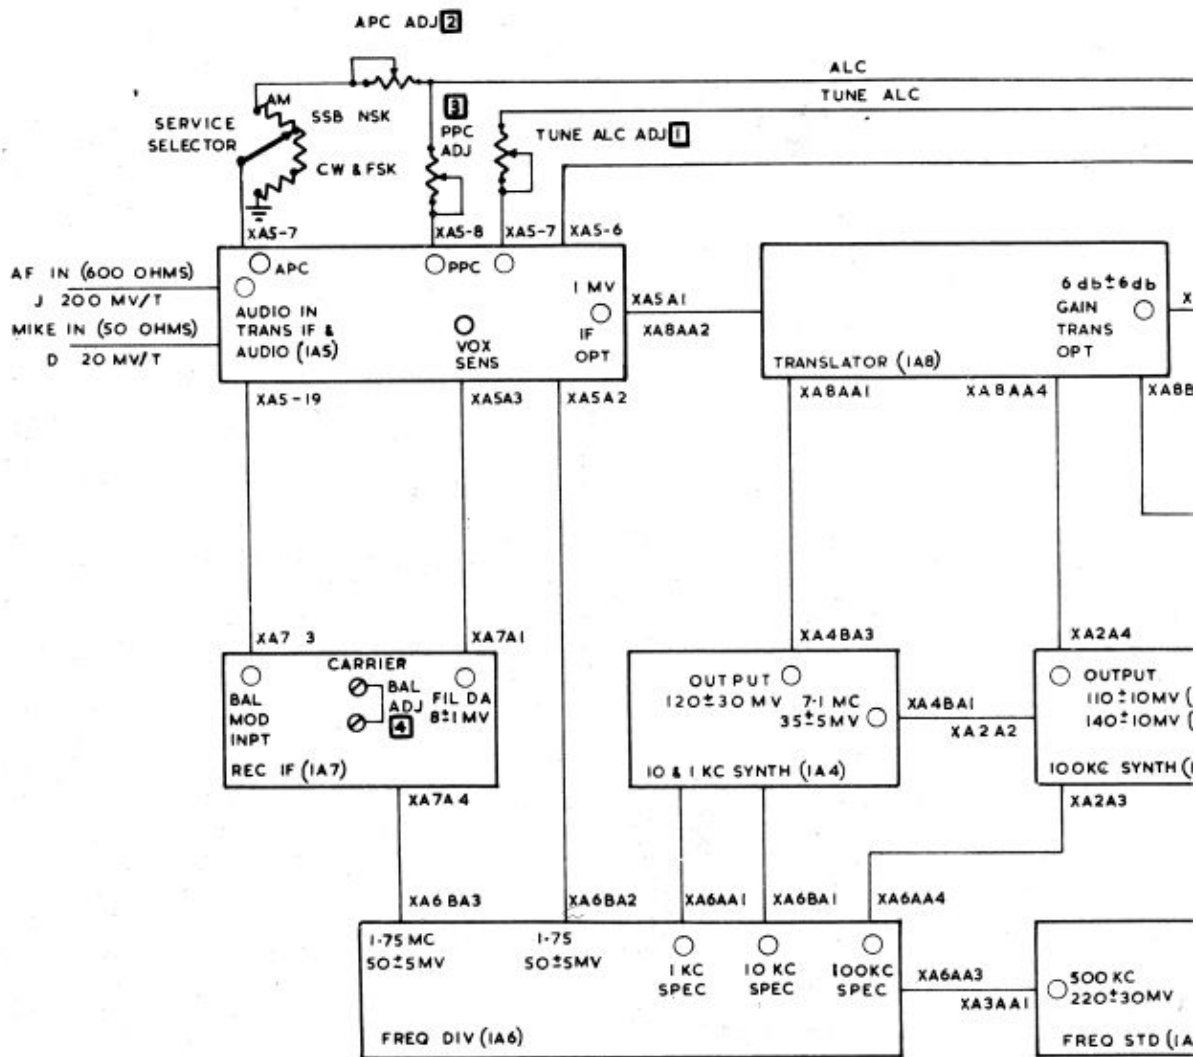 APC ADJ 2
ALC
TUNE ALC
AM
SSB NSK
3
PPC
ADJ
TUNE ALC ADJ 1
SERVICE
SELECTOR
CW & FSK
XA5-7
XA5-8
XA5-7
XA5-6
AF IN (600 OHMS)
J 200 MV/T
MIKE IN (50 OHMS)
D 20 MV/T
APC
PPC
AUDIO IN
TRANS IF &
AUDIO (1A5)
VOX
SENS
1 MV
IF
OPT
XA5A1
XA8AA2
6 db±6db
GAIN
TRANS
OPT
TRANSLATOR (1A8)
X
XA5-19
XA5A3
XA5A2
XA8AA1
XA8AA4
XA8B
XA7 3
XA7A1
XA4BA3
XA2A4
CARRIER
BAL
ADJ
4
BAL
MOD
INPT
FIL DA
8±1MV
REC IF (1A7)
OUTPUT
120±30 MV
7·1 MC
35±5MV
10 & 1 KC SYNTH (1A4)
XA4BA1
XA2A2
OUTPUT
110±10MV (
140±10MV (
100KC SYNTH (1
XA7A4
XA2A3
XA6BA3
XA6BA2
XA6AA1
XA6BA1
XA6AA4
1·75 MC
50±5MV
1·75
50±5MV
1 KC
SPEC
10 KC
SPEC
100KC
SPEC
FREQ DIV (1A6)
XA6AA3
XA3AA1
500 KC
220±30MV
FREQ STD (1A